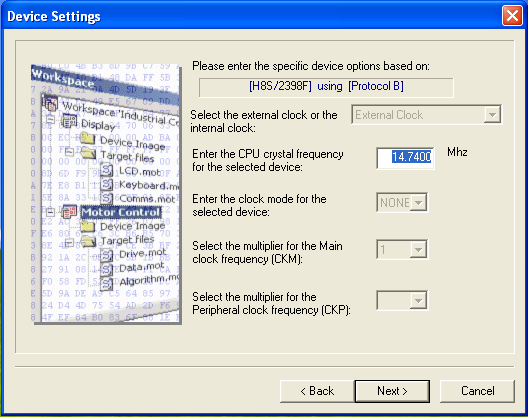 Device Settings
Please enter the specific device options based on:
[H8S/2398F] using [Protocol B]
Select the external clock or the
internal clock:
External Clock
Enter the CPU crystal frequency
for the selected device:
14.7400
Mhz
Enter the clock mode for the
selected device:
NONE
Select the multiplier for the Main
clock frequency (CKM):
1
Select the multiplier for the
Peripheral clock frequency (CKP):
Workspace
Workspace 'Industrial Co
Display
Device Image
Target files
LCD.mot
Keyboard.mo
Comms.mot
Motor Control
Device Image
Target files
Drive.mot
Data.mot
Algorithm.mo
< Back
Next >
Cancel